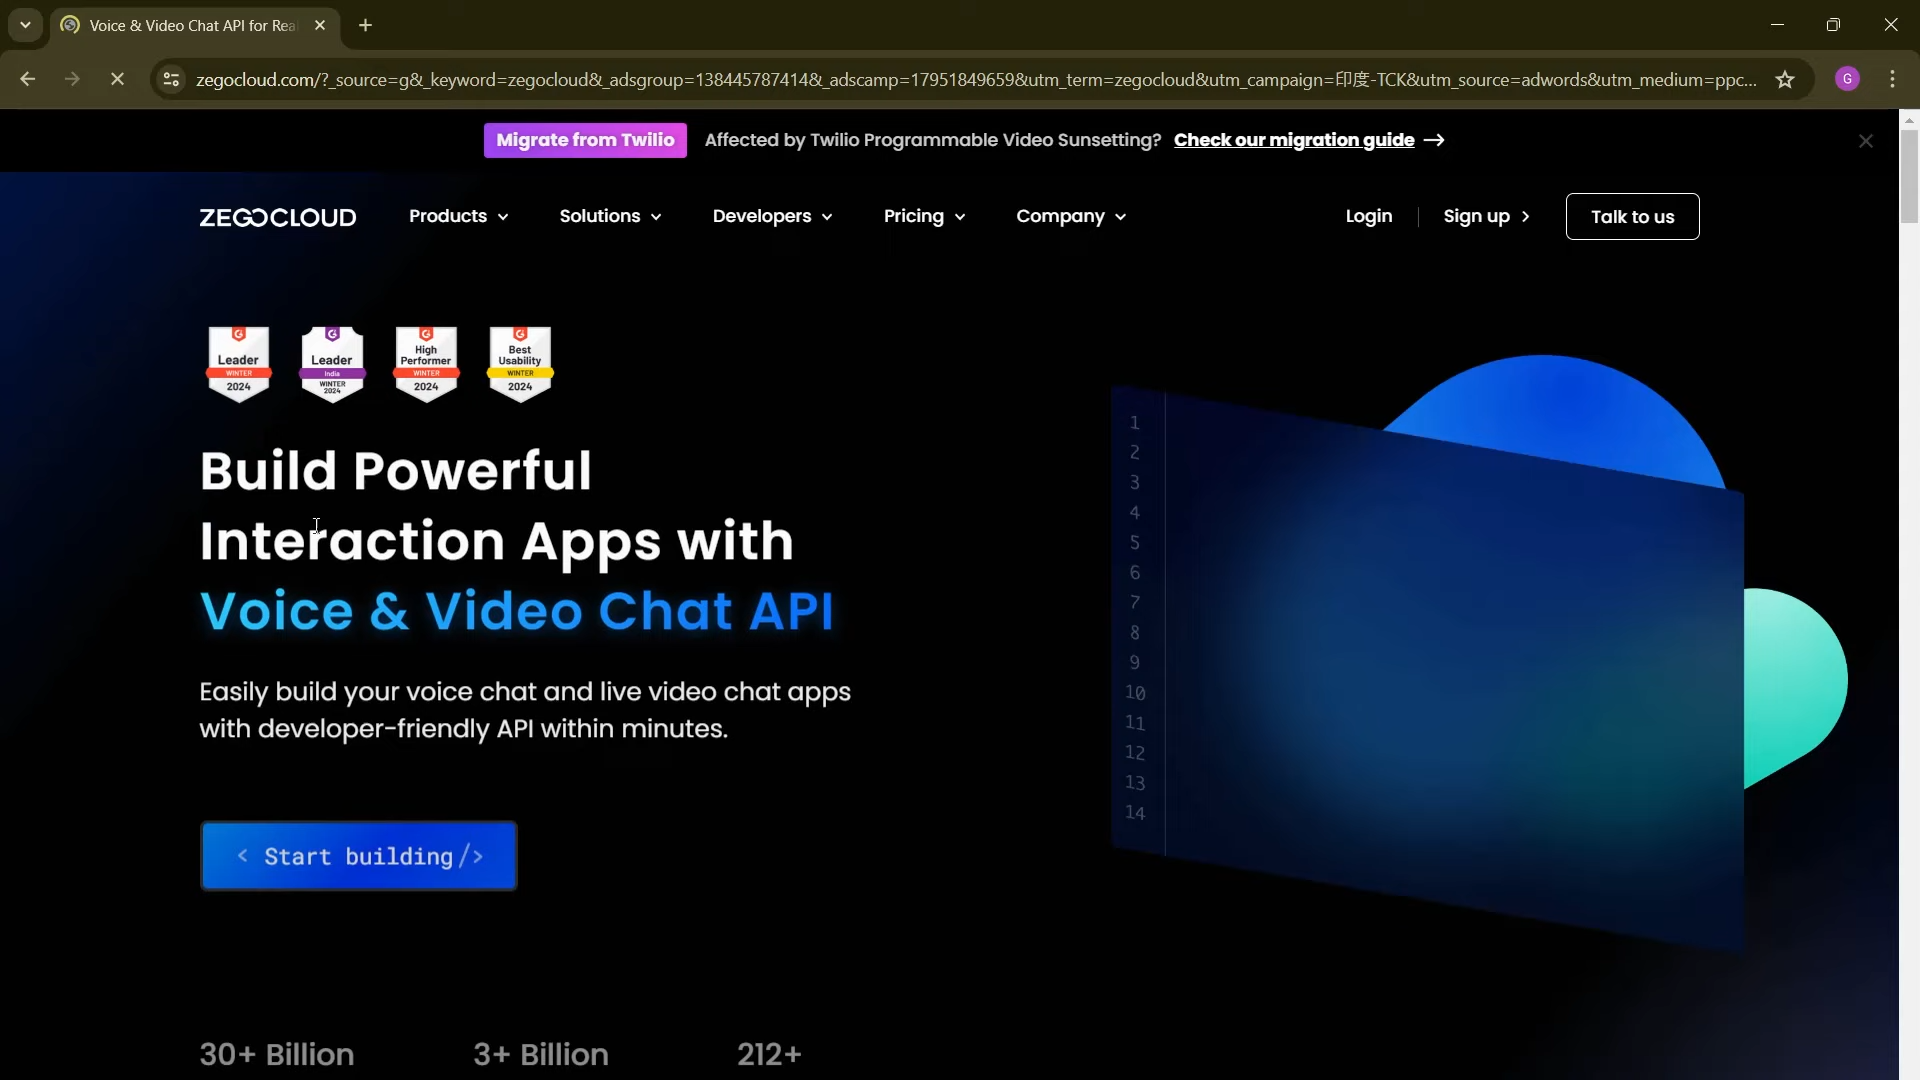 Voice & Video Chat API for Rea
zegocloud.com/?_source=g&_keyword=zegocloud&_adsgroup=138445787414&_adscamp=17951849659&utm_term=zegocloud&utm_campaign=印度-TCK&utm_source=adwords&utm_medium=ppc...
G
Migrate from Twilio Affected by Twilio Programmable Video Sunsetting? Check our migration guide →
ZEGOCLOUD Products Solutions Developers Pricing Company Login Sign up Talk to us
Leader WINTER 2024
Leader India WINTER 2024
High Performer WINTER 2024
Best Usability WINTER 2024
Build Powerful
Interaction Apps with
Voice & Video Chat API
Easily build your voice chat and live video chat apps
with developer-friendly API within minutes.
< Start building/>
1
2
3
4
5
6
7
8
9
10
11
12
13
14
30+ Billion 3+ Billion 212+